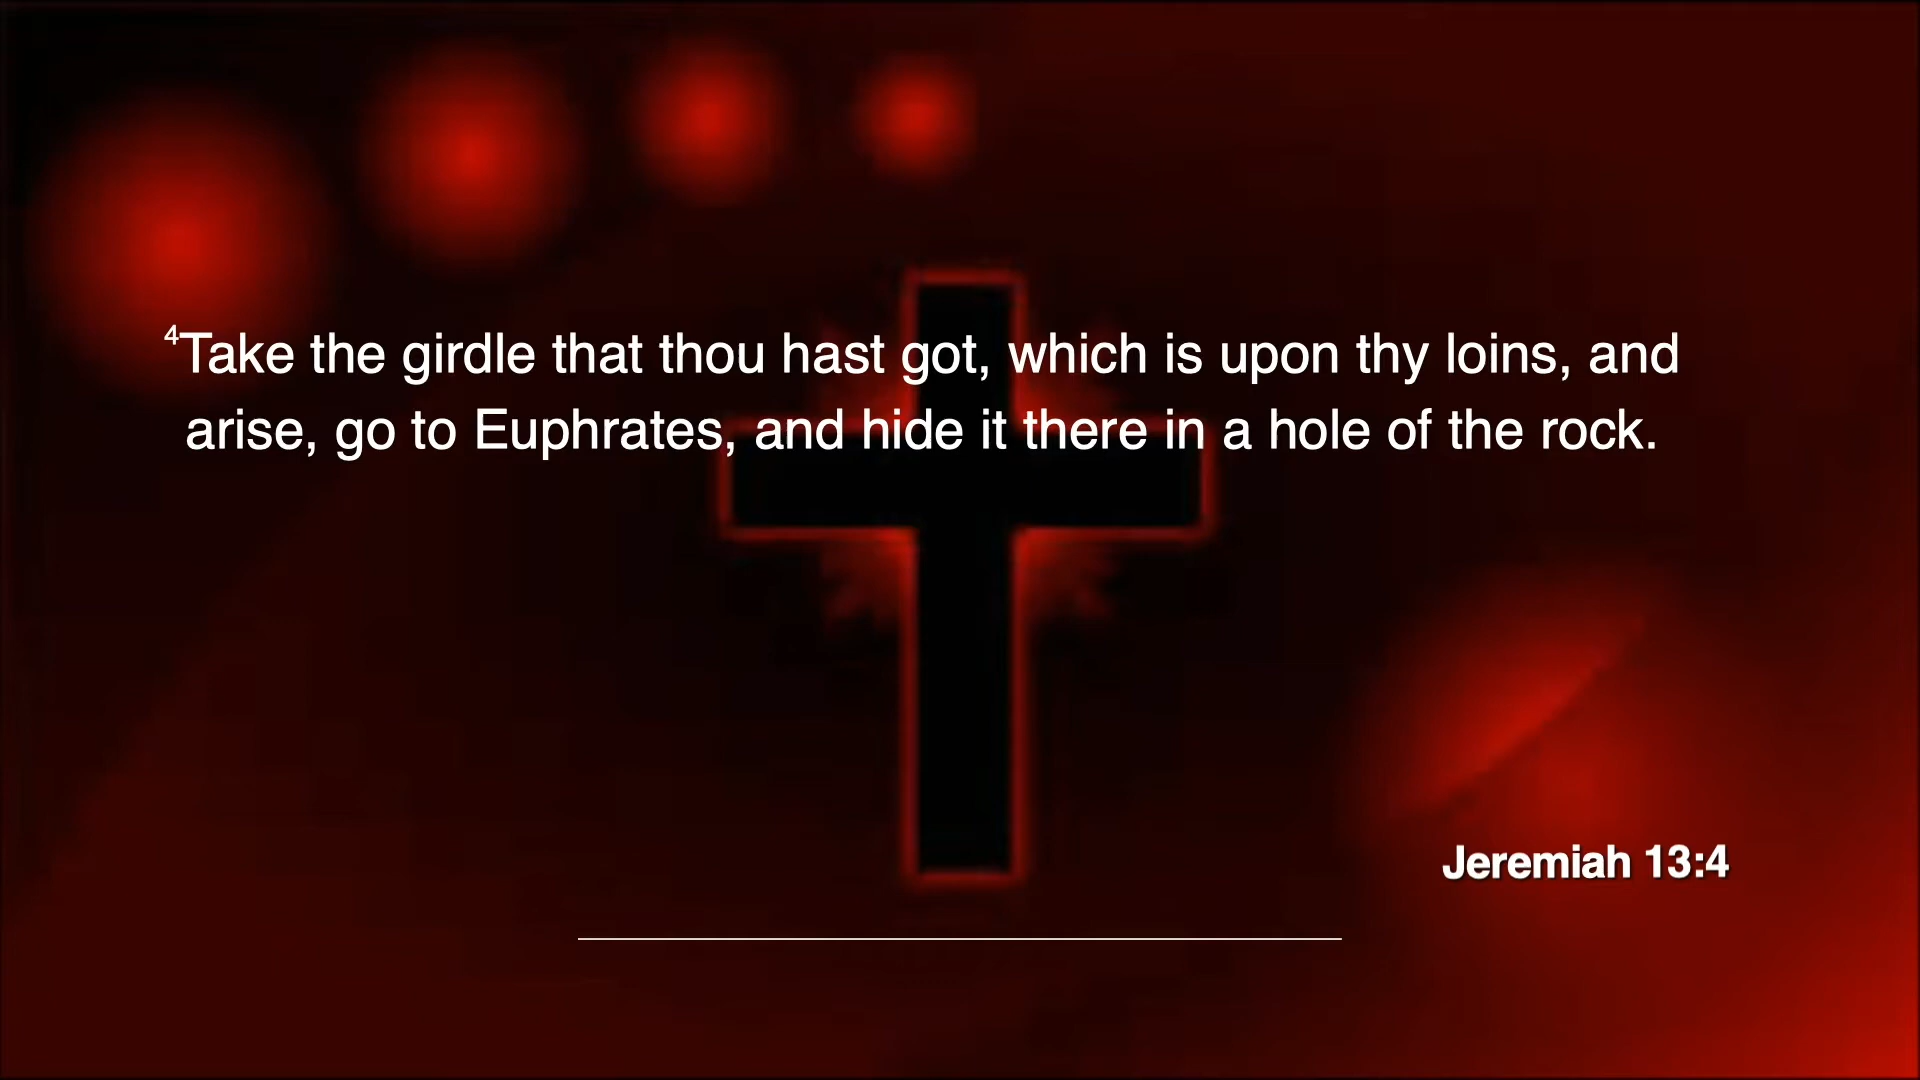 4Take the girdle that thou hast got, which is upon thy loins, and
arise, go to Euphrates, and hide it there in a hole of the rock.
Jeremiah 13:4